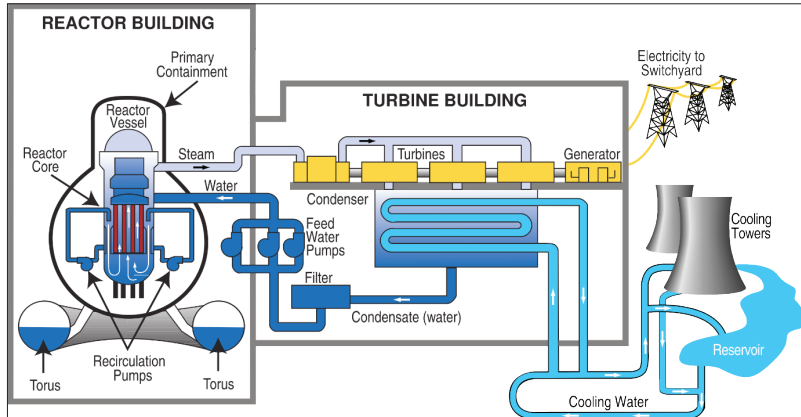 REACTOR BUILDING
Primary
Containment
Reactor
Vessel
Reactor
Core
Steam
Water
Recirculation
Pumps
Torus
Torus
TURBINE BUILDING
Turbines
Generator
Condenser
Feed
Water
Pumps
Filter
Condensate (water)
Electricity to
Switchyard
Cooling
Towers
Reservoir
Cooling Water